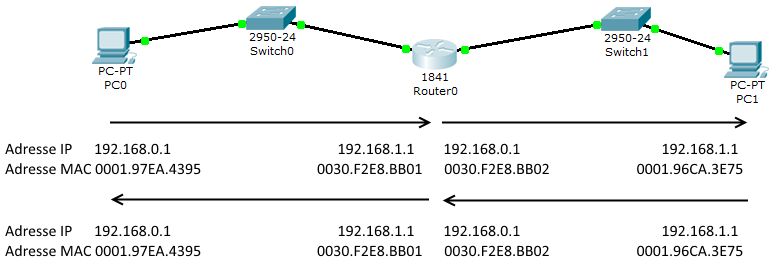 2950-24
Switch0
2950-24
Switch1
PC-PT
PC0
1841
Router0
PC-PT
PC1
Adresse IP 192.168.0.1 192.168.1.1 192.168.0.1 192.168.1.1
Adresse MAC 0001.97EA.4395 0030.F2E8.BB01 0030.F2E8.BB02 0001.96CA.3E75
Adresse IP 192.168.0.1 192.168.1.1 192.168.0.1 192.168.1.1
Adresse MAC 0001.97EA.4395 0030.F2E8.BB01 0030.F2E8.BB02 0001.96CA.3E75